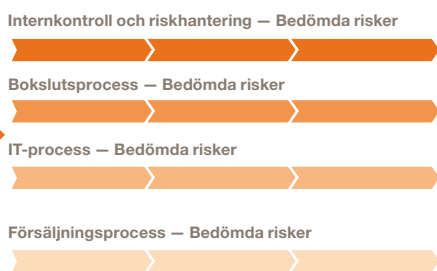 Internkontroll och riskhantering — Bedömda risker
Bokslutsprocess — Bedömda risker
IT-process — Bedömda risker
Försäljningsprocess — Bedömda risker